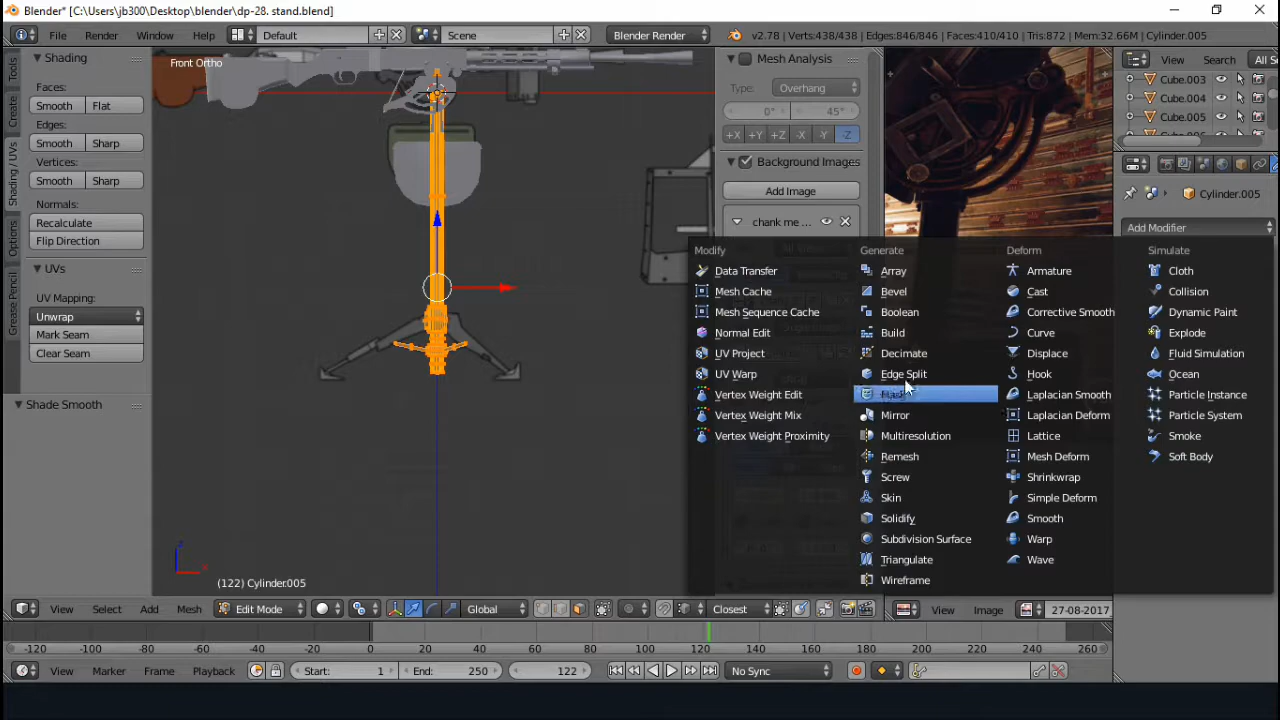 Blender* [C:\Users\jb300\Desktop\blender\dp-28. stand.blend]
File Render Window Help Default Scene Blender Render v2.78 | Verts:438/438 | Edges:846/846 | Faces:410/410 | Tris:872 | Mem:32.66M | Cylinder.005
Tools
Create
Shading / UVs
Options
Grease Pencil
Shading
Faces:
Smooth Flat
Edges:
Smooth Sharp
Vertices:
Smooth Sharp
Normals:
Recalculate
Flip Direction
UVs
UV Mapping:
Unwrap
Mark Seam
Clear Seam
Shade Smooth
Front Ortho
(122) Cylinder.005
Mesh Analysis
Type: Overhang
0° 45°
+X +Y +Z -X -Y -Z
Background Images
Add Image
chank me ...
View Search All S
Cube.003
Cube.004
Cube.005
Cylinder.005
Add Modifier
Modify
Data Transfer
Mesh Cache
Mesh Sequence Cache
Normal Edit
UV Project
UV Warp
Vertex Weight Edit
Vertex Weight Mix
Vertex Weight Proximity
Generate
Array
Bevel
Boolean
Build
Decimate
Edge Split
Mask
Mirror
Multiresolution
Remesh
Screw
Skin
Solidify
Subdivision Surface
Triangulate
Wireframe
Deform
Armature
Cast
Corrective Smooth
Curve
Displace
Hook
Laplacian Smooth
Laplacian Deform
Lattice
Mesh Deform
Shrinkwrap
Simple Deform
Smooth
Warp
Wave
Simulate
Cloth
Collision
Dynamic Paint
Explode
Fluid Simulation
Ocean
Particle Instance
Particle System
Smoke
Soft Body
View Select Add Mesh Edit Mode Global Closest View Image 27-08-2017
-120 -100 -80 -60 -40 -20 0 20 40 60 80 100 120 140 160 180 200 220 240 260
View Marker Frame Playback Start: 1 End: 250 122 No Sync